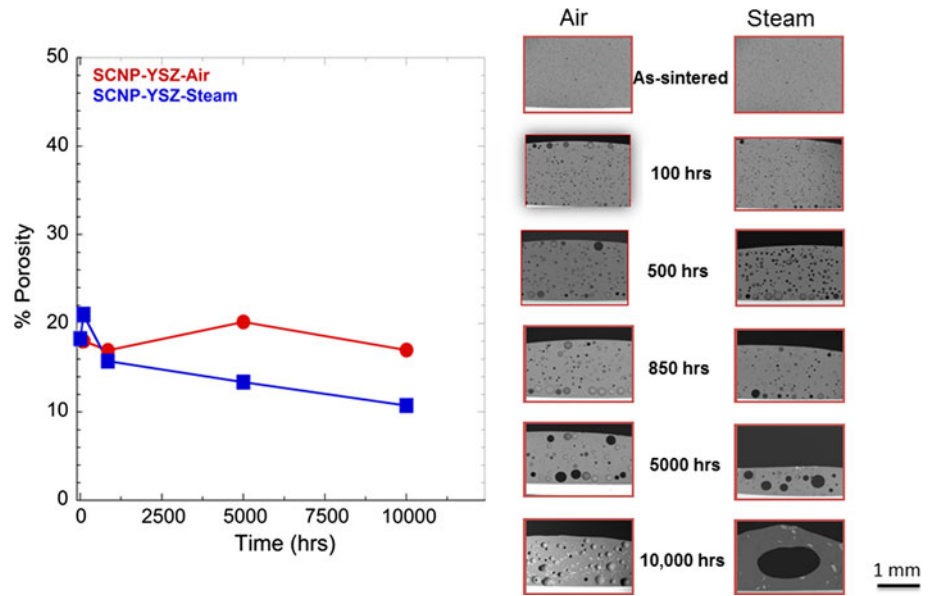 50
40
30
20
10
0
% Porosity
SCNP-YSZ-Air
SCNP-YSZ-Steam
0 2500 5000 7500 10000
Time (hrs)
Air Steam
As-sintered
100 hrs
500 hrs
850 hrs
5000 hrs
10,000 hrs
1 mm